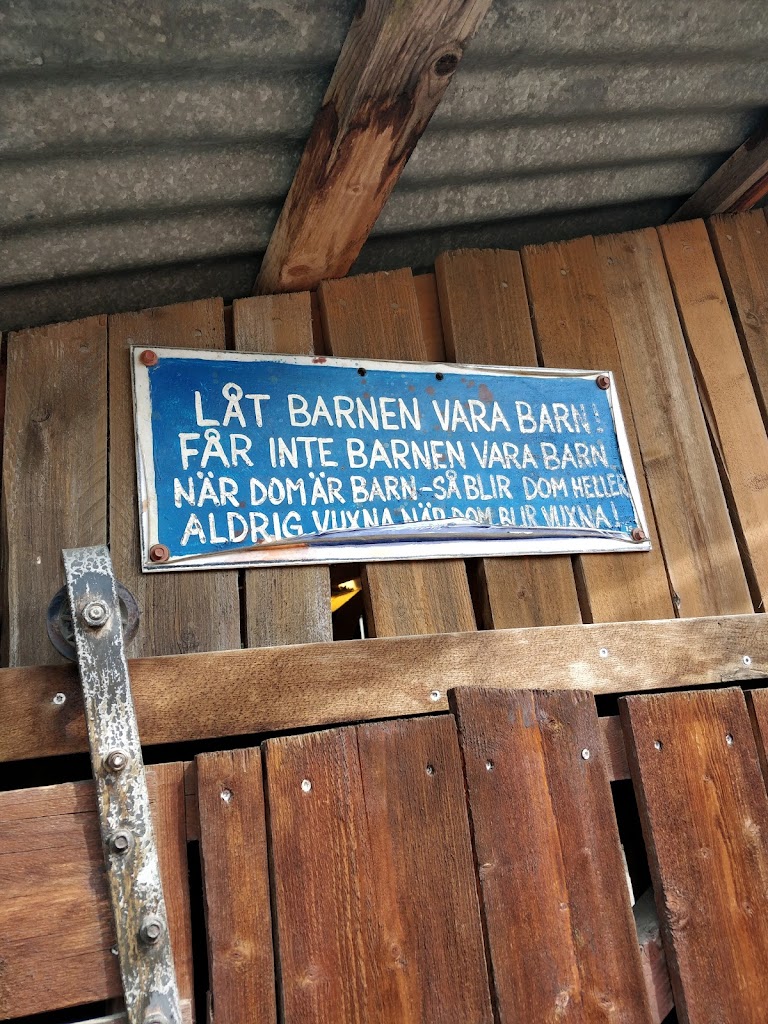 LÅT BARNEN VARA BARN!
FÅR INTE BARNEN VARA BARN
NÄR DOM ÄR BARN - SÅ BLIR DOM HELLER
ALDRIG VUXNA NÄR DOM BLIR VUXNA!